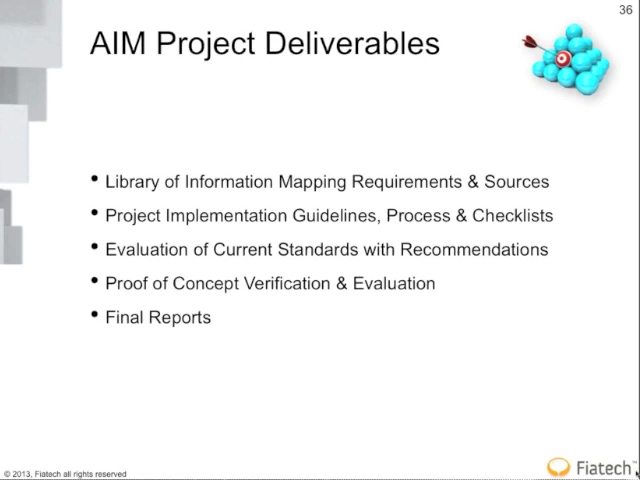 36
AIM Project Deliverables
• Library of Information Mapping Requirements & Sources
• Project Implementation Guidelines, Process & Checklists
• Evaluation of Current Standards with Recommendations
• Proof of Concept Verification & Evaluation
• Final Reports
© 2013, Fiatech all rights reserved
Fiatech™